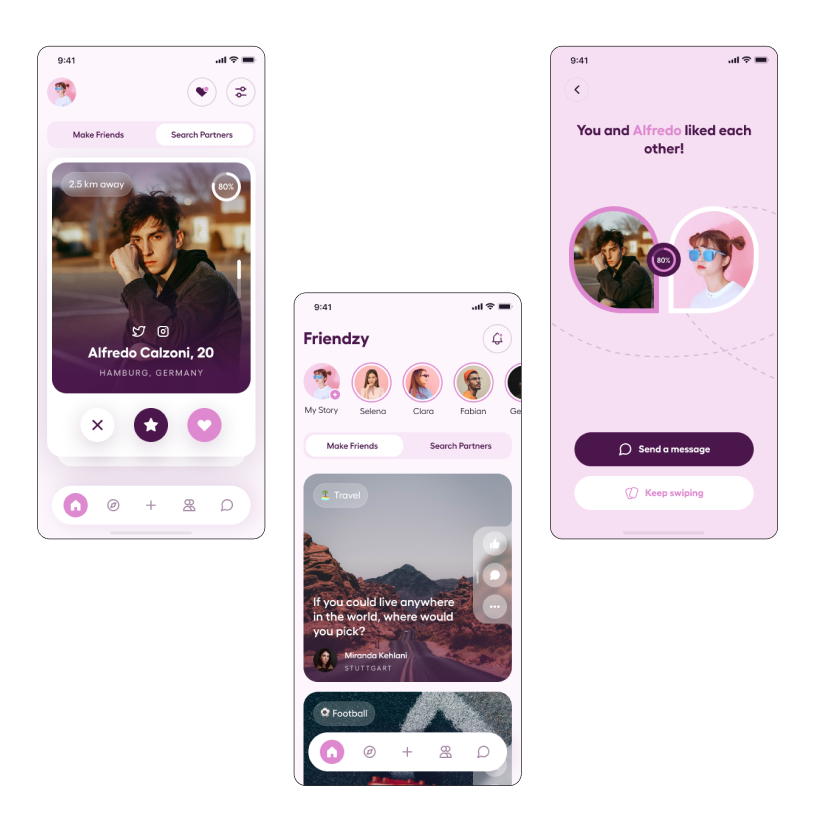 9:41
Make Friends
Search Partners
2.5 km away
80%
Alfredo Calzoni, 20
HAMBURG, GERMANY
9:41
Friendzy
My Story
Selena
Clara
Fabian
Ge
Make Friends
Search Partners
Travel
If you could live anywhere
in the world, where would
you pick?
Miranda Kehlani
STUTTGART
Football
9:41
You and Alfredo liked each
other!
80%
Send a message
Keep swiping